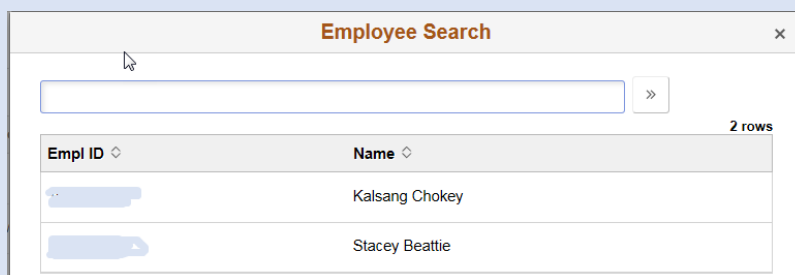 Employee Search
×
»
2 rows
Empl ID Name
Kalsang Chokey
Stacey Beattie